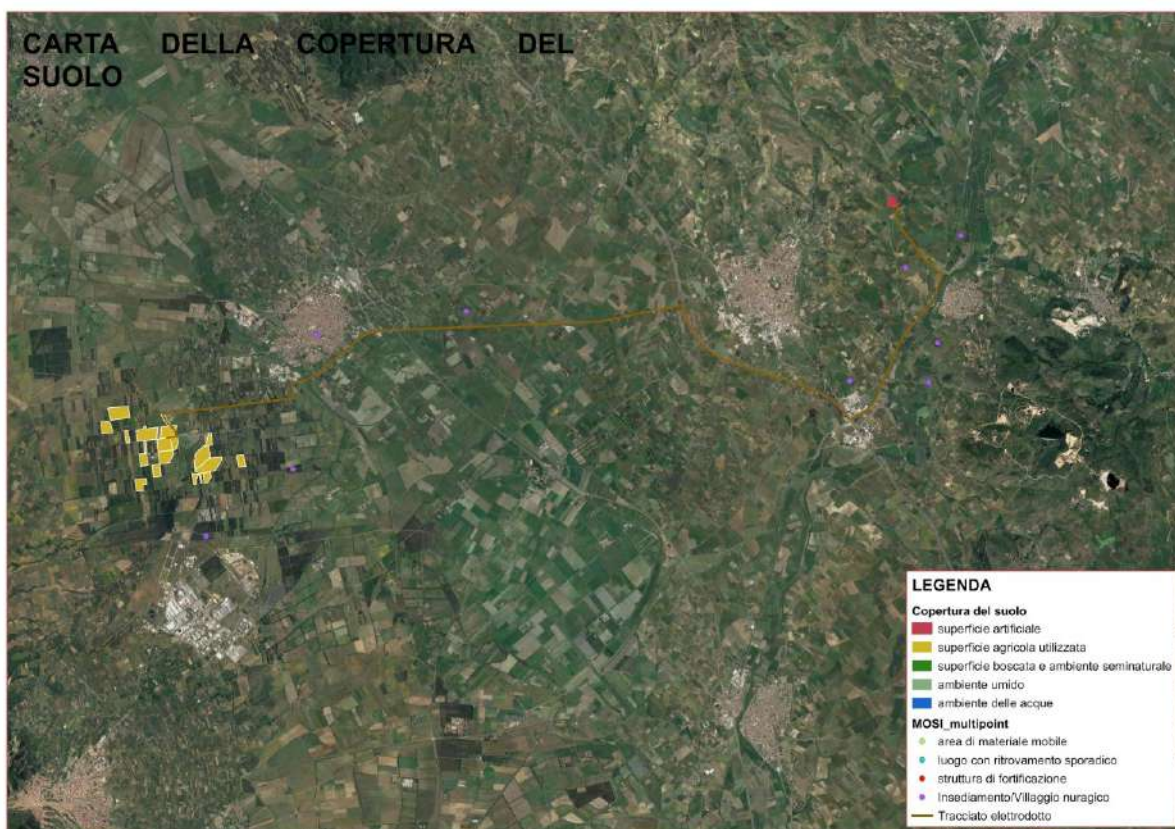 CARTA DELLA COPERTURA DEL
SUOLO
LEGENDA
Copertura del suolo
superficie artificiale
superficie agricola utilizzata
superficie boscata e ambiente seminaturale
ambiente umido
ambiente delle acque
MOSI_multipoint
area di materiale mobile
luogo con ritrovamento sporadico
struttura di fortificazione
Insediamento/Villaggio nuragico
Tracciato elettrodotto